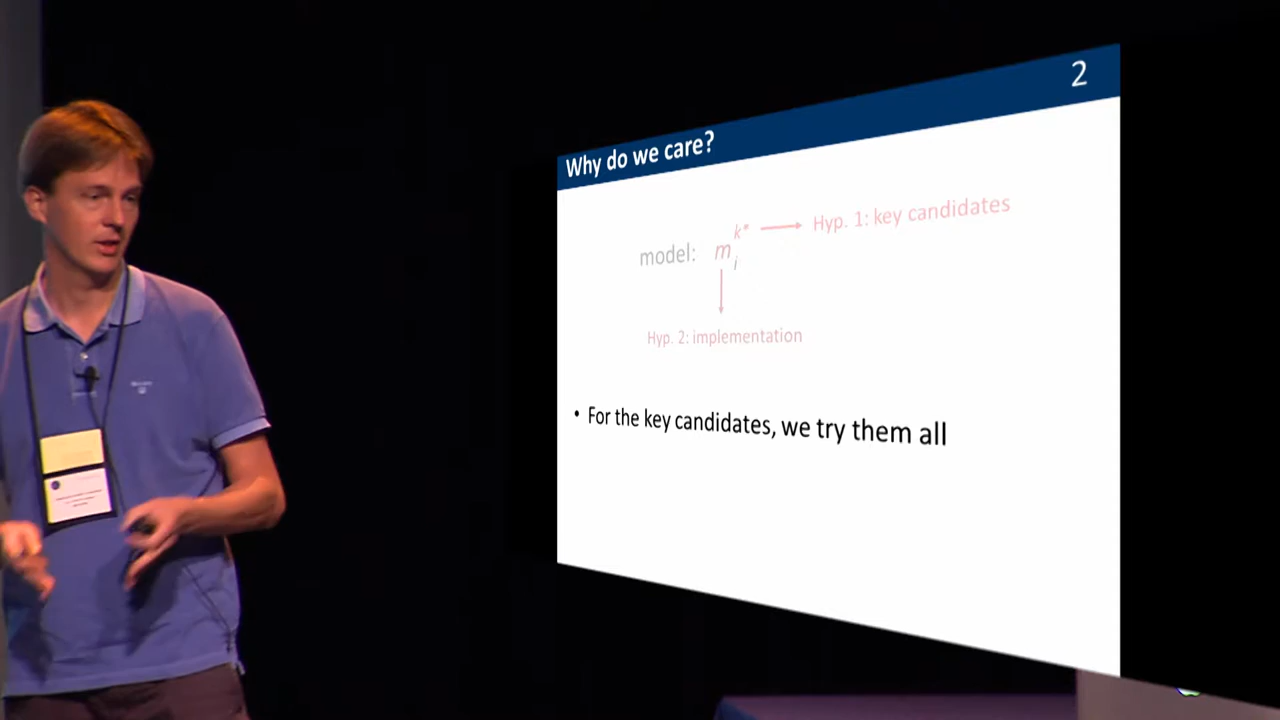 2
Why do we care?
model: m_i^{k*} → Hyp. 1: key candidates
Hyp. 2: implementation
• For the key candidates, we try them all